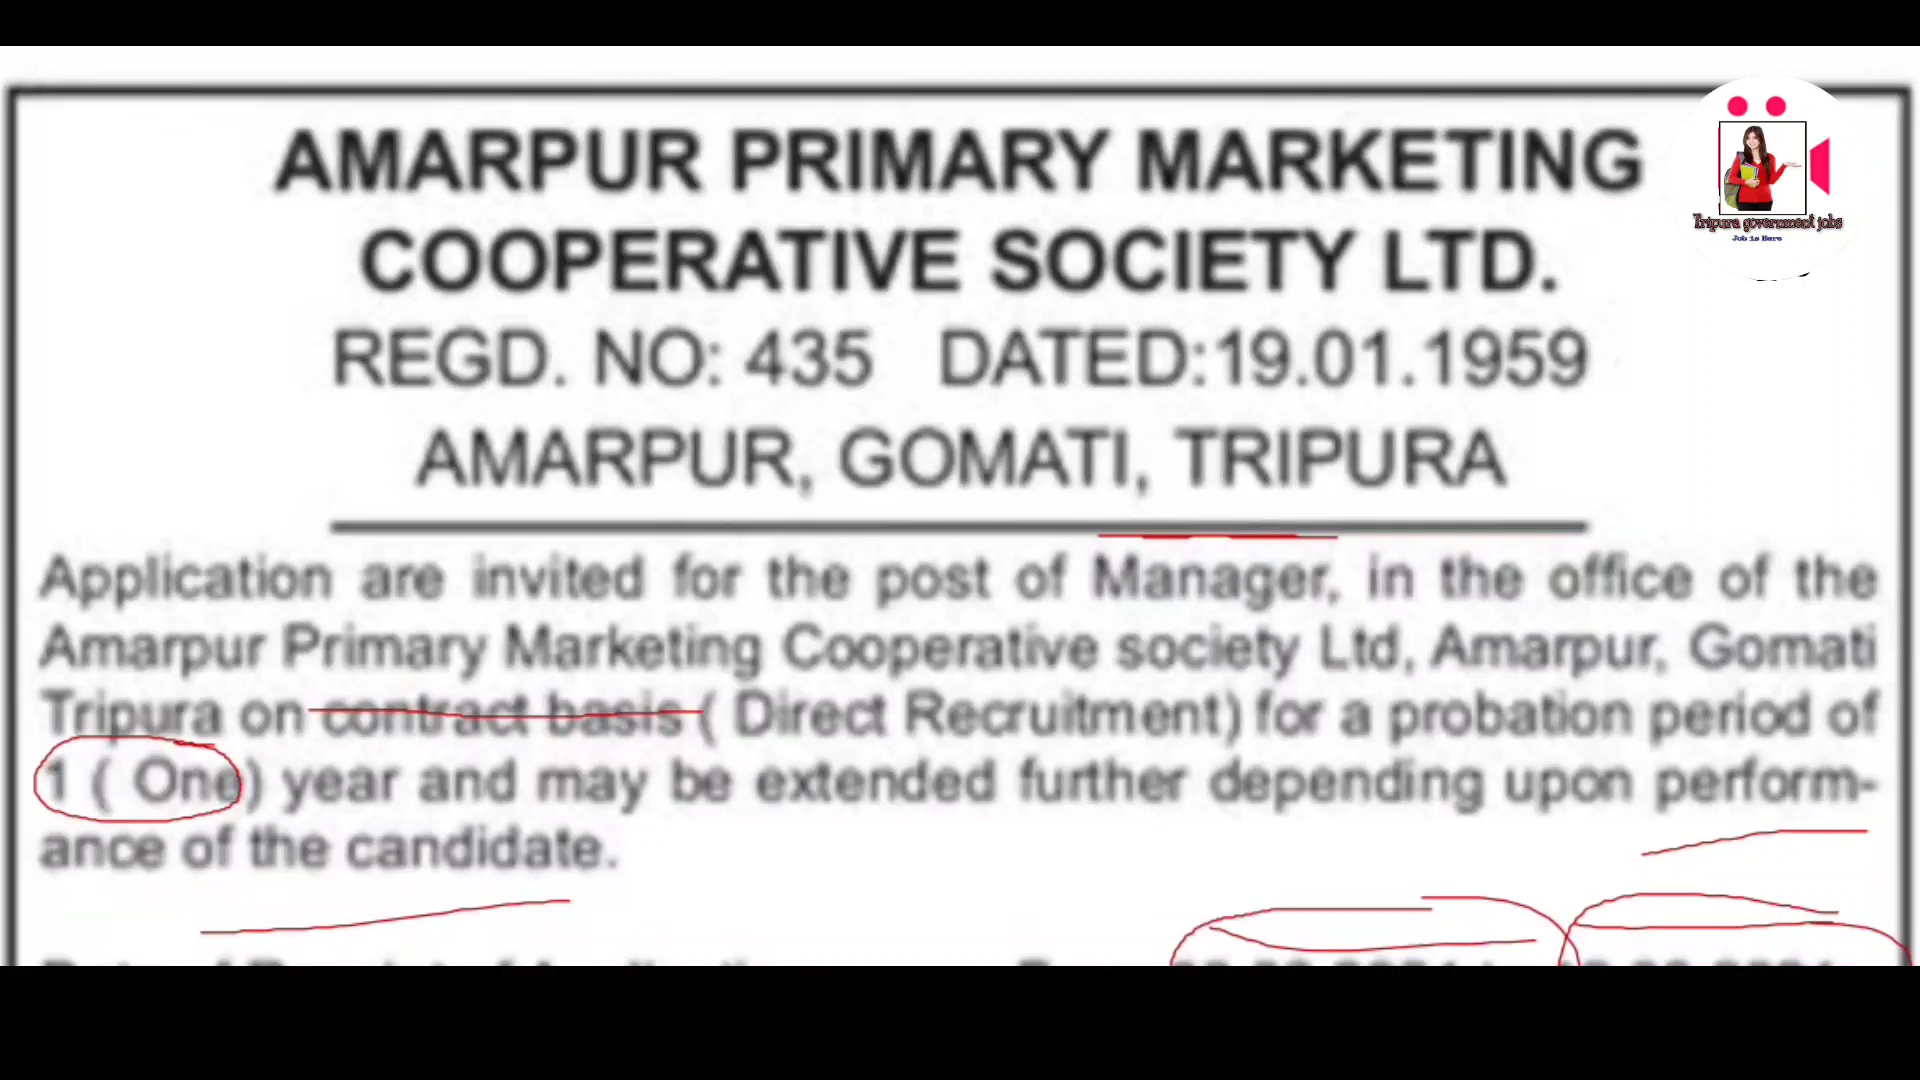 AMARPUR PRIMARY MARKETING
COOPERATIVE SOCIETY LTD.
REGD. NO: 435 DATED:19.01.1959
AMARPUR, GOMATI, TRIPURA
Application are invited for the post of Manager, in the office of the
Amarpur Primary Marketing Cooperative society Ltd, Amarpur, Gomati
Tripura on contract basis ( Direct Recruitment) for a probation period of
1 ( One) year and may be extended further depending upon perform-
ance of the candidate.
Tripura government jobs
Job is Here